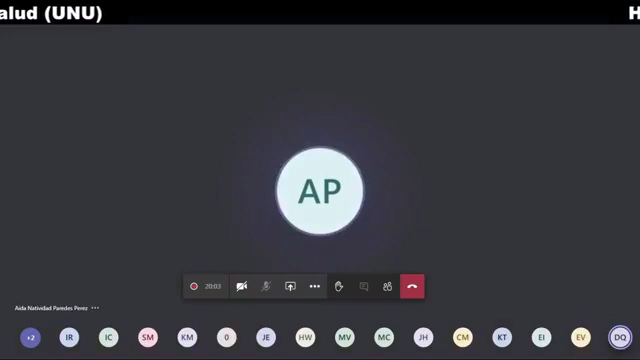 alud (UNU)
H
AP
20:03
Aida Natividad Paredes Perez
+2 IR IC SM KM 0 JE HW MV MC JH CM KT EI EV DQ